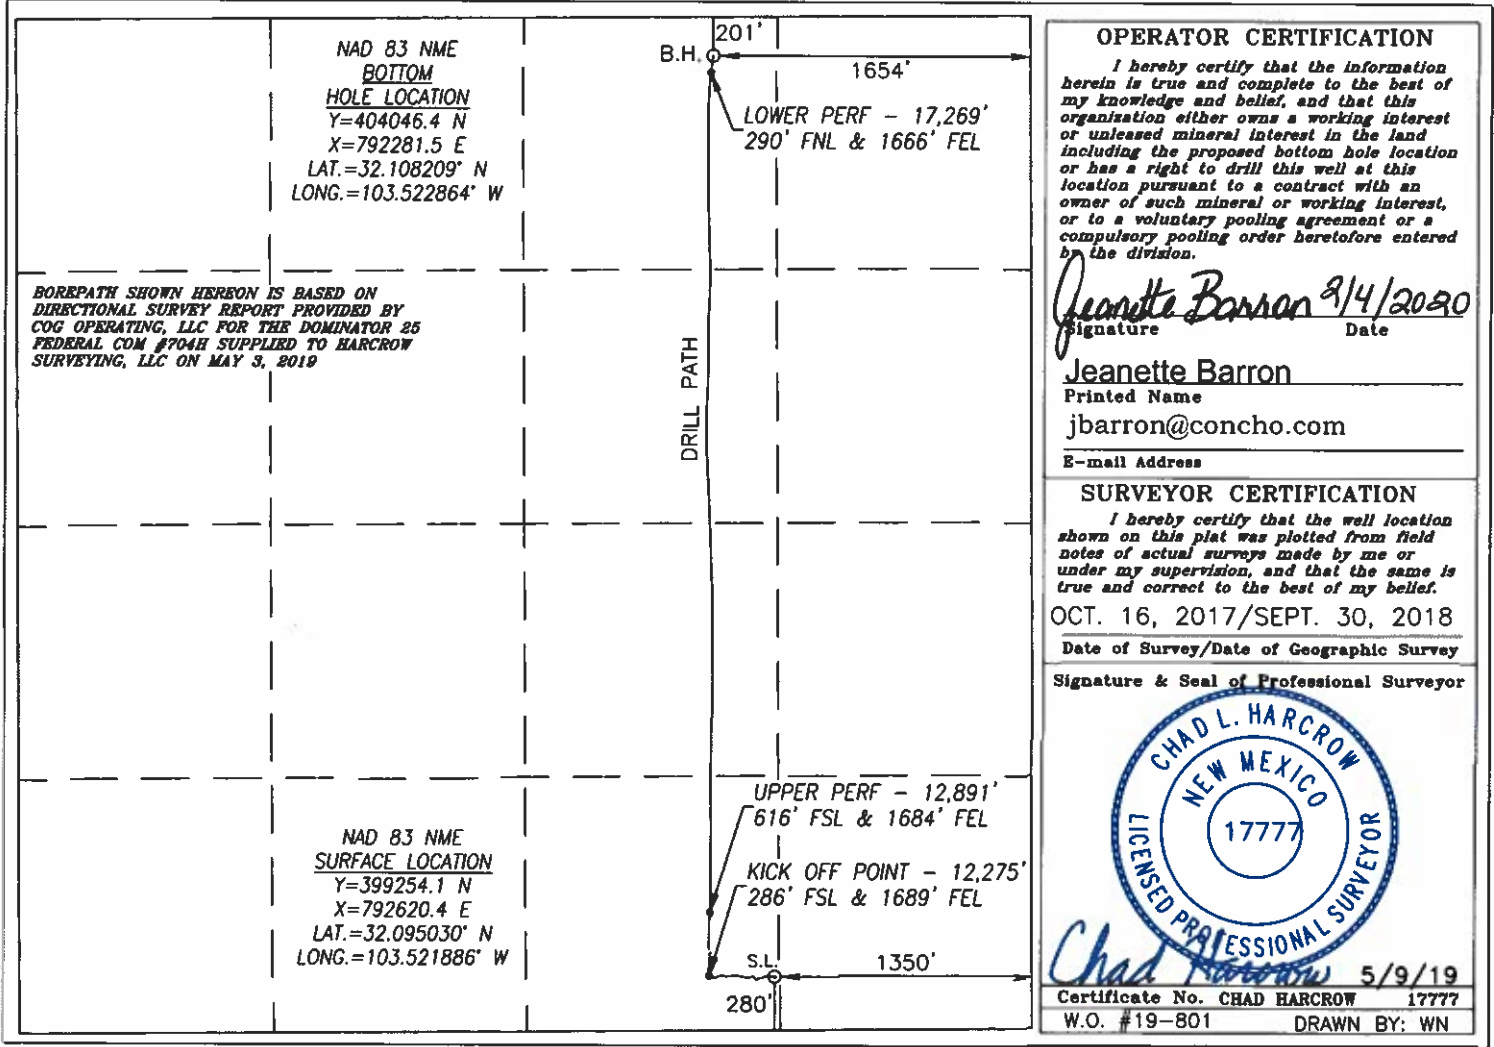 NAD 83 NME
BOTTOM
HOLE LOCATION
Y=404046.4 N
X=792281.5 E
LAT.=32.108209° N
LONG.=103.522864° W
201'
B.H.
1654'
LOWER PERF - 17,269'
290' FNL & 1666' FEL
BOREPATH SHOWN HEREON IS BASED ON
DIRECTIONAL SURVEY REPORT PROVIDED BY
COG OPERATING, LLC FOR THE DOMINATOR 25
FEDERAL COM #704H SUPPLIED TO HARCROW
SURVEYING, LLC ON MAY 3, 2019
DRILL PATH
UPPER PERF - 12,891'
616' FSL & 1684' FEL
KICK OFF POINT - 12,275'
286' FSL & 1689' FEL
NAD 83 NME
SURFACE LOCATION
Y=399254.1 N
X=792620.4 E
LAT.=32.095030° N
LONG.=103.521886° W
S.L.
1350'
280'
OPERATOR CERTIFICATION
I hereby certify that the information
herein is true and complete to the best of
my knowledge and belief, and that this
organization either owns a working interest
or unleased mineral interest in the land
including the proposed bottom hole location
or has a right to drill this well at this
location pursuant to a contract with an
owner of such mineral or working interest,
or to a voluntary pooling agreement or a
compulsory pooling order heretofore entered
by the division.
Jeanette Barron 2/4/2020
Signature Date
Jeanette Barron
Printed Name
jbarron@concho.com
E-mail Address
SURVEYOR CERTIFICATION
I hereby certify that the well location
shown on this plat was plotted from field
notes of actual surveys made by me or
under my supervision, and that the same is
true and correct to the best of my belief.
OCT. 16, 2017/SEPT. 30, 2018
Date of Survey/Date of Geographic Survey
Signature & Seal of Professional Surveyor
CHAD L. HARCROW
NEW MEXICO
17777
LICENSED PROFESSIONAL SURVEYOR
Chad Harcrow 5/9/19
Certificate No. CHAD HARCROW 17777
W.O. #19-801 DRAWN BY: WN